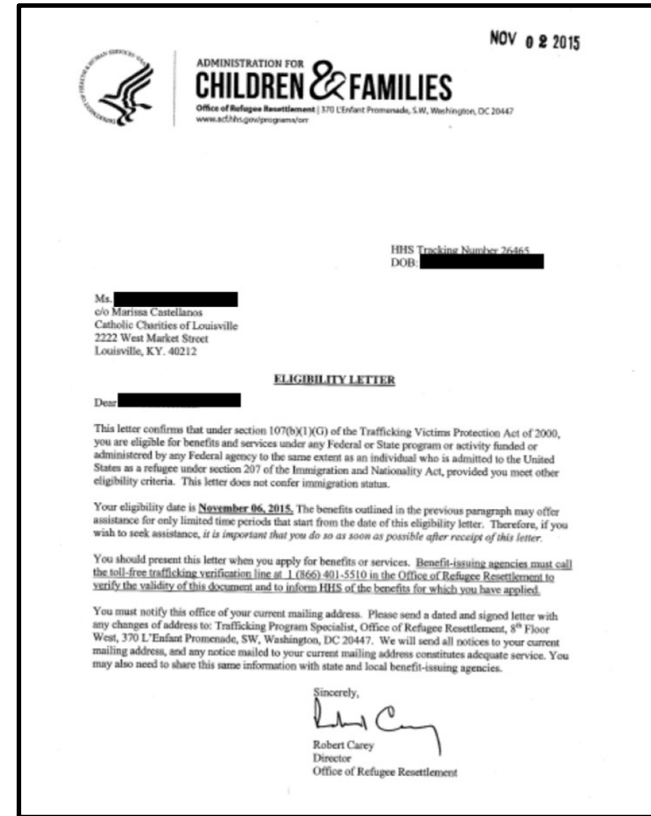 NOV 02 2015
DEPARTMENT OF HEALTH & HUMAN SERVICES · USA
ADMINISTRATION FOR
CHILDREN & FAMILIES
Office of Refugee Resettlement | 370 L'Enfant Promenade, S.W., Washington, DC 20447
www.acf.hhs.gov/programs/orr
HHS Tracking Number 26465
DOB:
Ms.
c/o Marissa Castellanos
Catholic Charities of Louisville
2222 West Market Street
Louisville, KY. 40212
ELIGIBILITY LETTER
Dear
This letter confirms that under section 107(b)(1)(G) of the Trafficking Victims Protection Act of 2000,
you are eligible for benefits and services under any Federal or State program or activity funded or
administered by any Federal agency to the same extent as an individual who is admitted to the United
States as a refugee under section 207 of the Immigration and Nationality Act, provided you meet other
eligibility criteria. This letter does not confer immigration status.
Your eligibility date is November 06, 2015. The benefits outlined in the previous paragraph may offer
assistance for only limited time periods that start from the date of this eligibility letter. Therefore, if you
wish to seek assistance, it is important that you do so as soon as possible after receipt of this letter.
You should present this letter when you apply for benefits or services. Benefit-issuing agencies must call
the toll-free trafficking verification line at 1 (866) 401-5510 in the Office of Refugee Resettlement to
verify the validity of this document and to inform HHS of the benefits for which you have applied.
You must notify this office of your current mailing address. Please send a dated and signed letter with
any changes of address to: Trafficking Program Specialist, Office of Refugee Resettlement, 8th Floor
West, 370 L'Enfant Promenade, SW, Washington, DC 20447. We will send all notices to your current
mailing address, and any notice mailed to your current mailing address constitutes adequate service. You
may also need to share this same information with state and local benefit-issuing agencies.
Sincerely,
Robert Carey
Director
Office of Refugee Resettlement